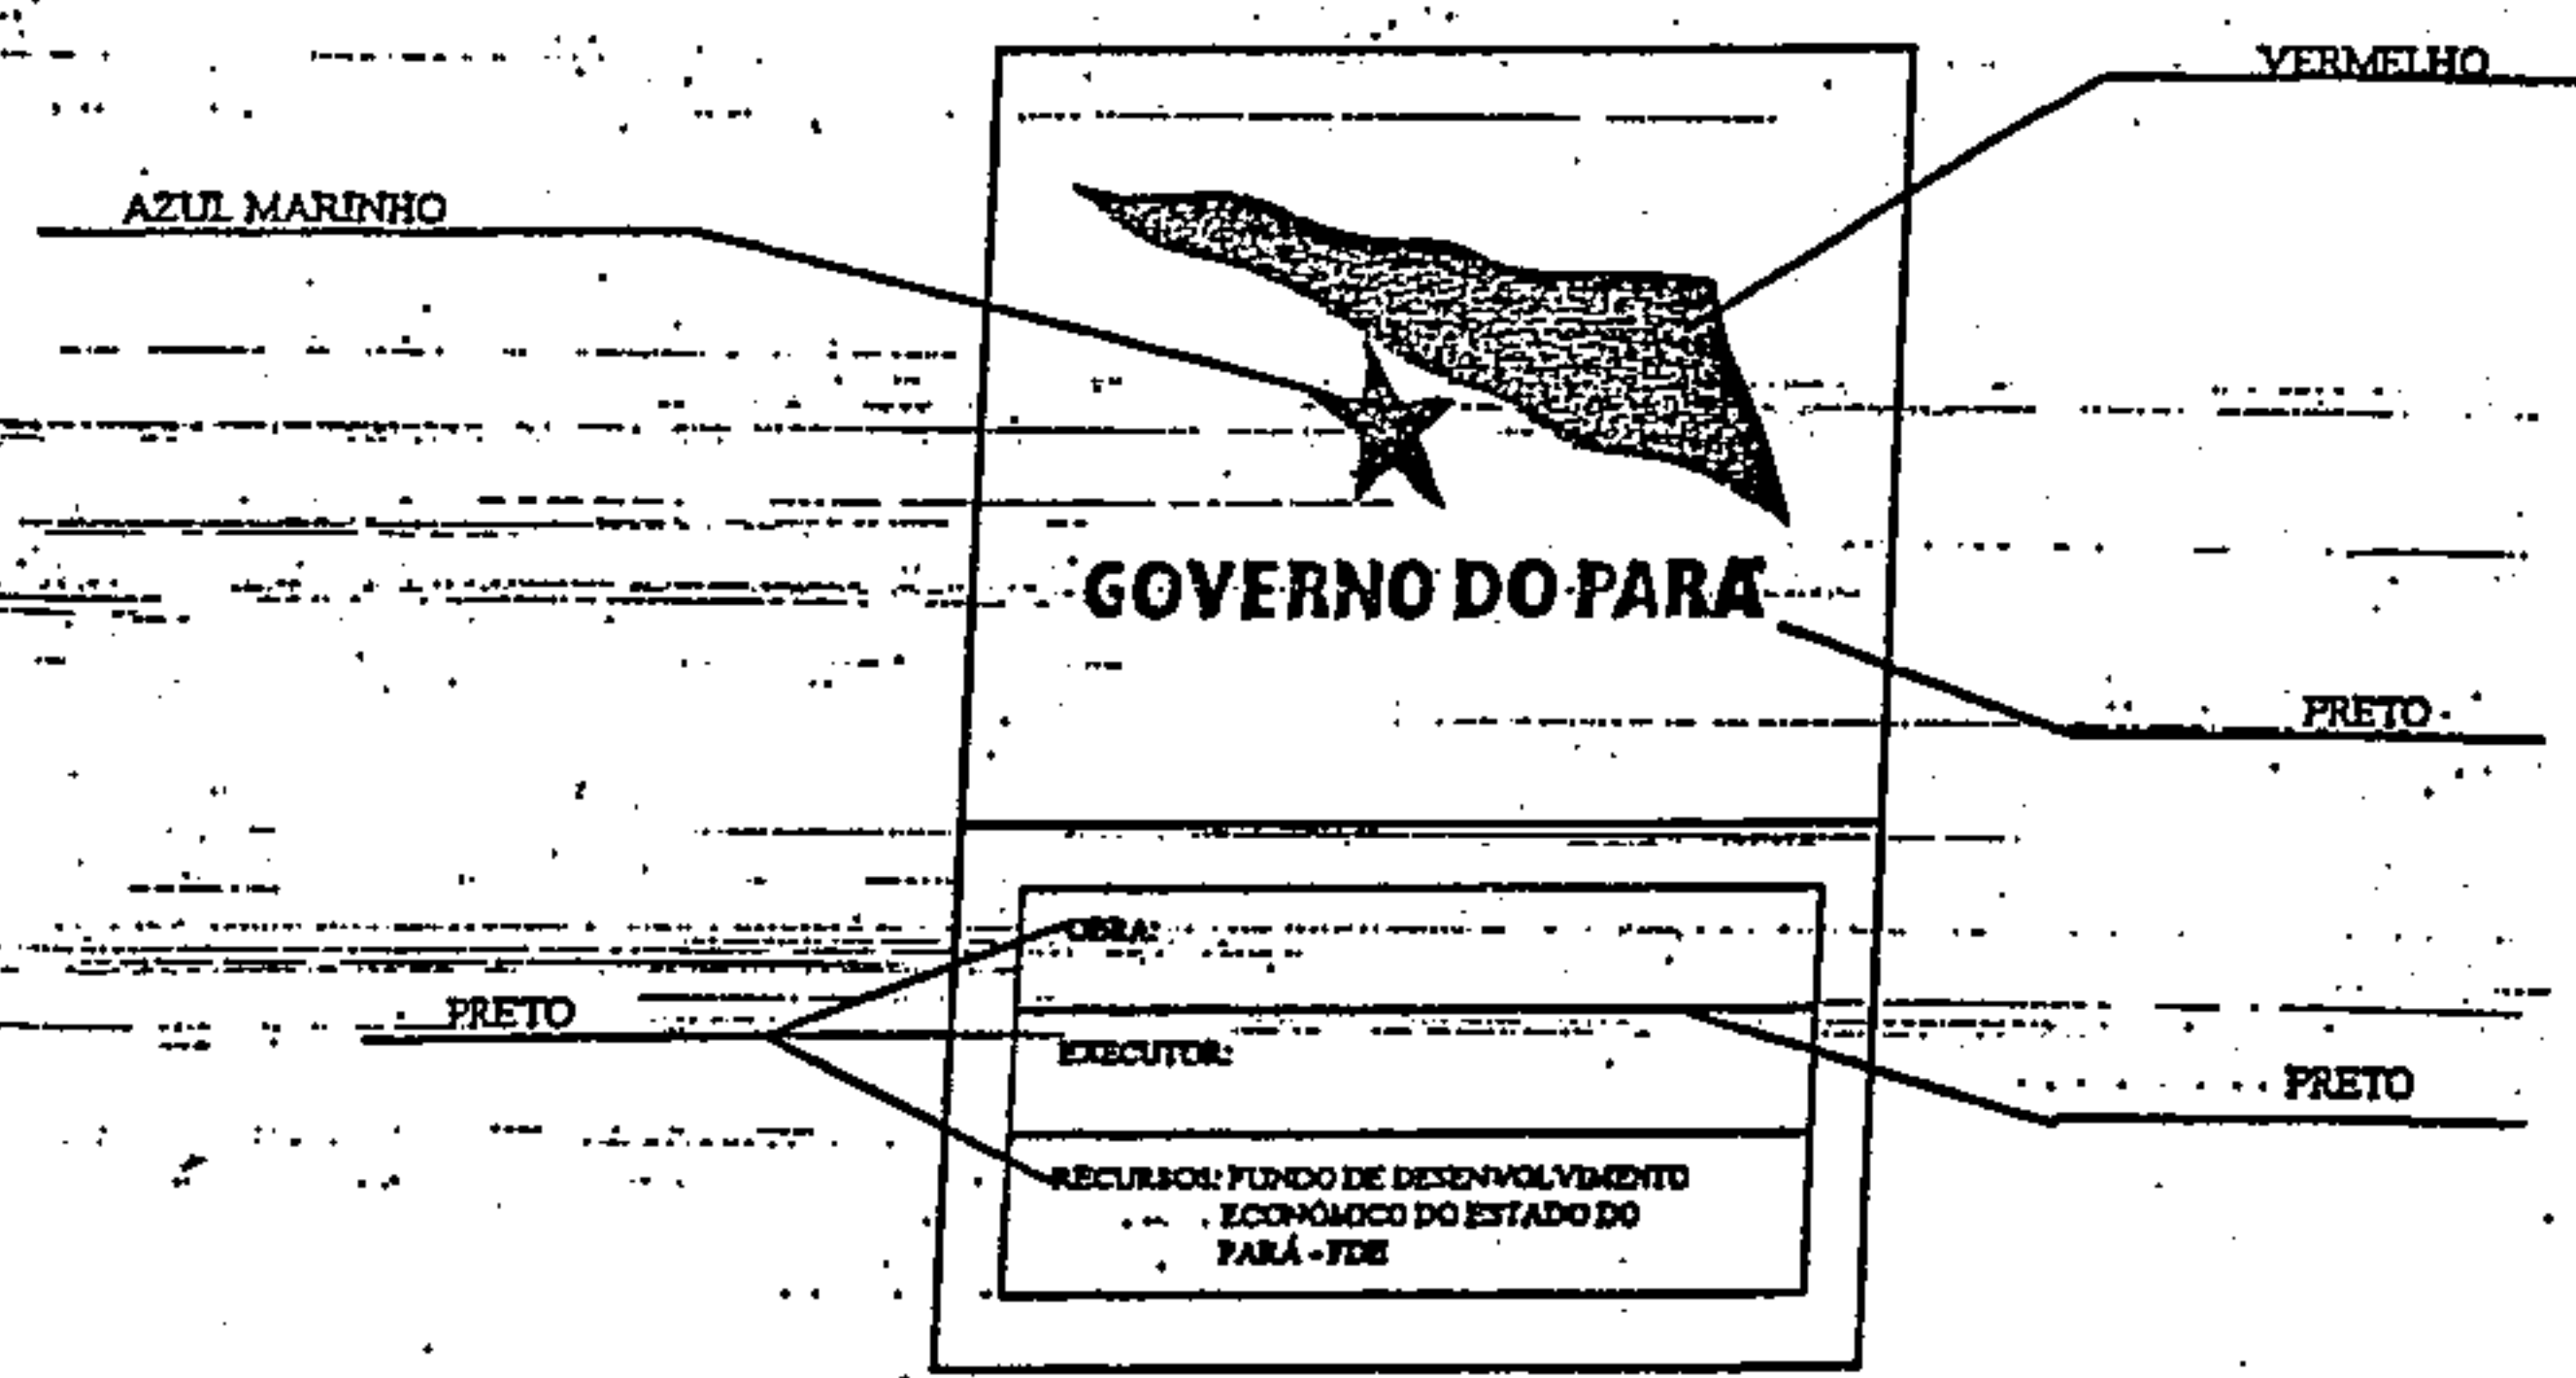 VERMELHO
AZUL MARINHO
GOVERNO DO PARÁ
PRETO
OBRA:
PRETO
EXECUTOR:
PRETO
RECURSOS: FUNDO DE DESENVOLVIMENTO
ECONÔMICO DO ESTADO DO
PARÁ - FDE